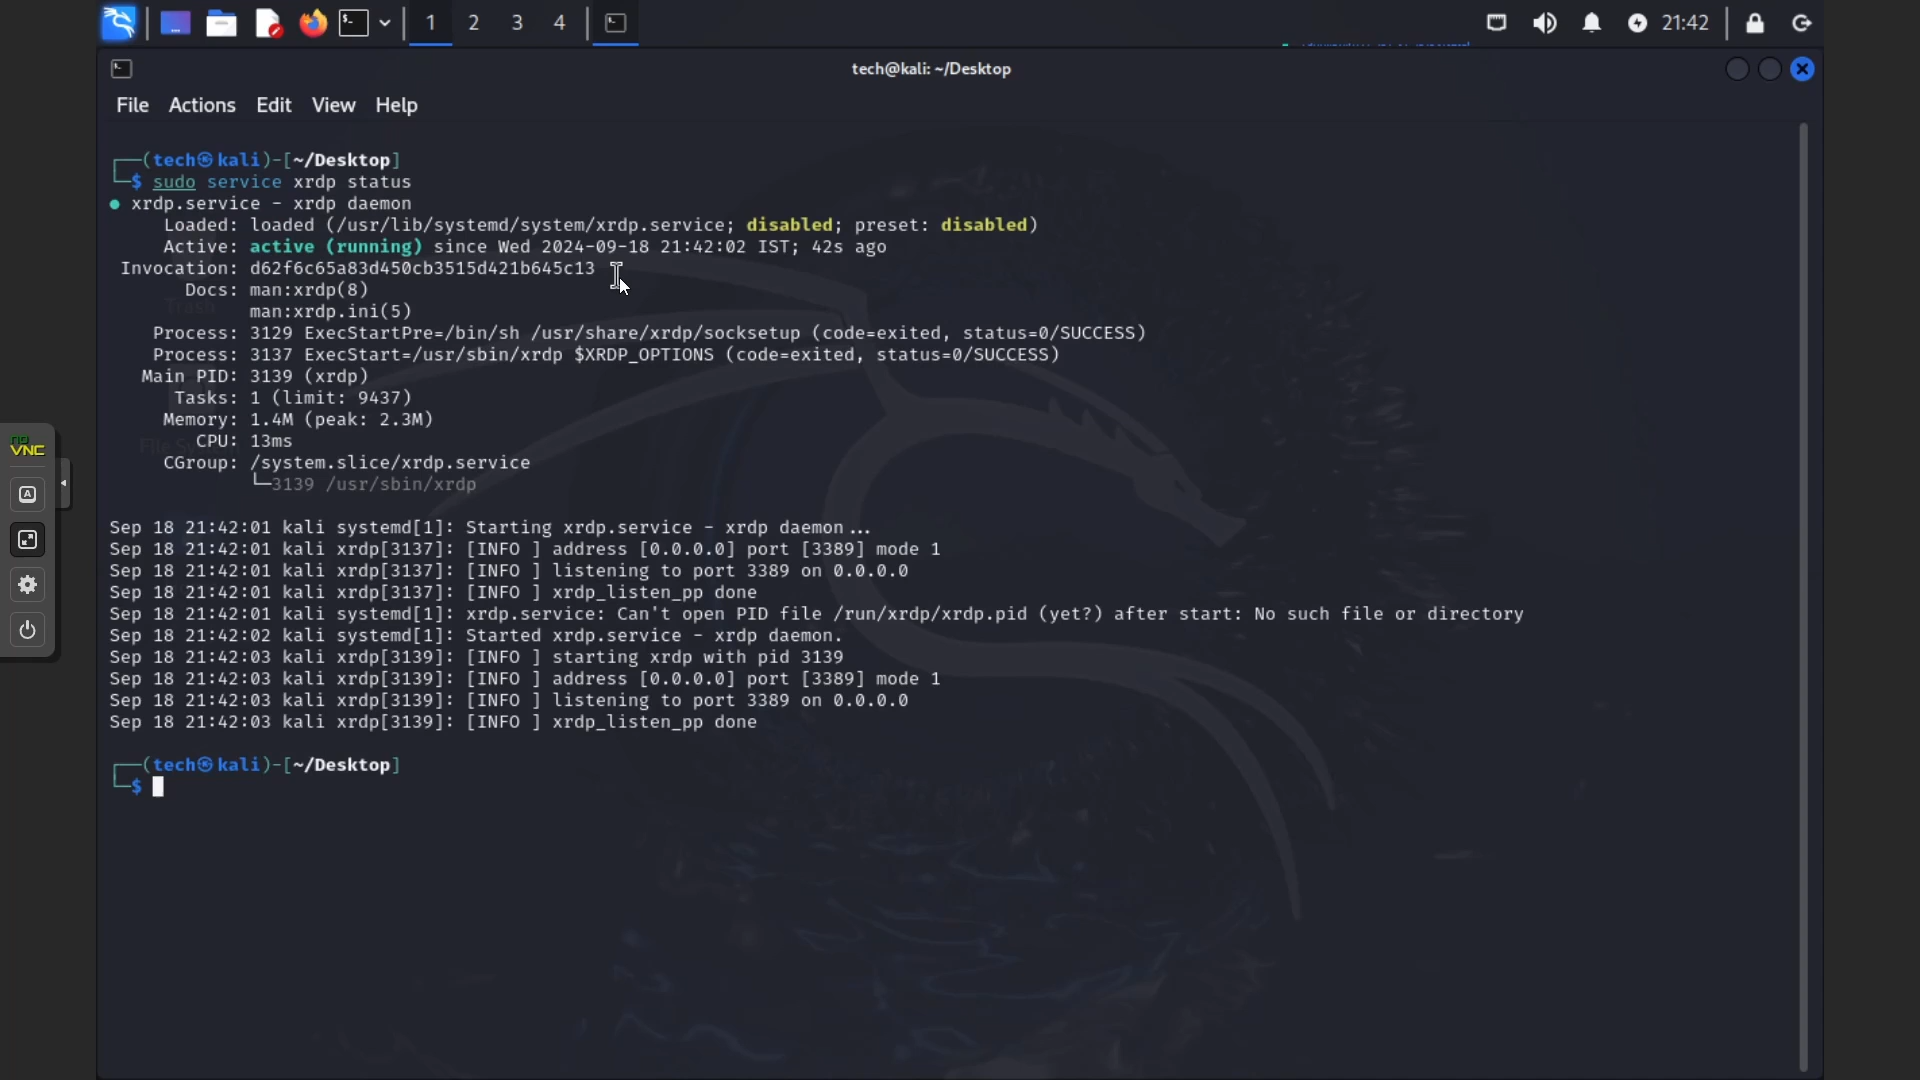 1 2 3 4 21:42
tech@kali: ~/Desktop
File Actions Edit View Help
┌──(tech㉿kali)-[~/Desktop]
└─$ sudo service xrdp status
● xrdp.service - xrdp daemon
Loaded: loaded (/usr/lib/systemd/system/xrdp.service; disabled; preset: disabled)
Active: active (running) since Wed 2024-09-18 21:42:02 IST; 42s ago
Invocation: d62f6c65a83d450cb3515d421b645c13
Docs: man:xrdp(8)
man:xrdp.ini(5)
Process: 3129 ExecStartPre=/bin/sh /usr/share/xrdp/socksetup (code=exited, status=0/SUCCESS)
Process: 3137 ExecStart=/usr/sbin/xrdp $XRDP_OPTIONS (code=exited, status=0/SUCCESS)
Main PID: 3139 (xrdp)
Tasks: 1 (limit: 9437)
Memory: 1.4M (peak: 2.3M)
CPU: 13ms
CGroup: /system.slice/xrdp.service
└─3139 /usr/sbin/xrdp
Sep 18 21:42:01 kali systemd[1]: Starting xrdp.service - xrdp daemon...
Sep 18 21:42:01 kali xrdp[3137]: [INFO ] address [0.0.0.0] port [3389] mode 1
Sep 18 21:42:01 kali xrdp[3137]: [INFO ] listening to port 3389 on 0.0.0.0
Sep 18 21:42:01 kali xrdp[3137]: [INFO ] xrdp_listen_pp done
Sep 18 21:42:01 kali systemd[1]: xrdp.service: Can't open PID file /run/xrdp/xrdp.pid (yet?) after start: No such file or directory
Sep 18 21:42:02 kali systemd[1]: Started xrdp.service - xrdp daemon.
Sep 18 21:42:03 kali xrdp[3139]: [INFO ] starting xrdp with pid 3139
Sep 18 21:42:03 kali xrdp[3139]: [INFO ] address [0.0.0.0] port [3389] mode 1
Sep 18 21:42:03 kali xrdp[3139]: [INFO ] listening to port 3389 on 0.0.0.0
Sep 18 21:42:03 kali xrdp[3139]: [INFO ] xrdp_listen_pp done
┌──(tech㉿kali)-[~/Desktop]
└─$
Trash
File System
no
VNC
A